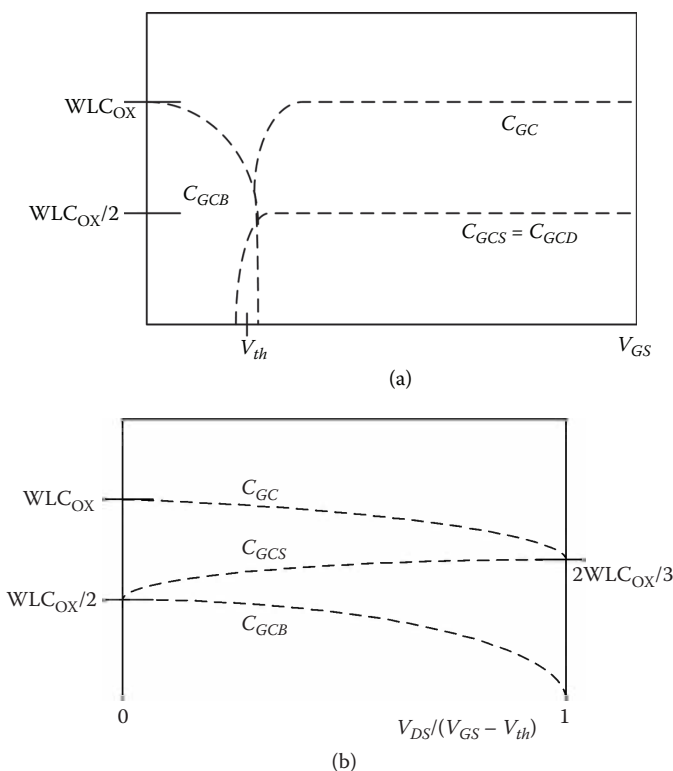 WLC_OX
C_GC
C_GCB
WLC_OX/2
C_GCS = C_GCD
V_th
V_GS
(a)
WLC_OX
C_GC
C_GCS
2WLC_OX/3
WLC_OX/2
C_GCB
0
V_DS/(V_GS – V_th)
1
(b)